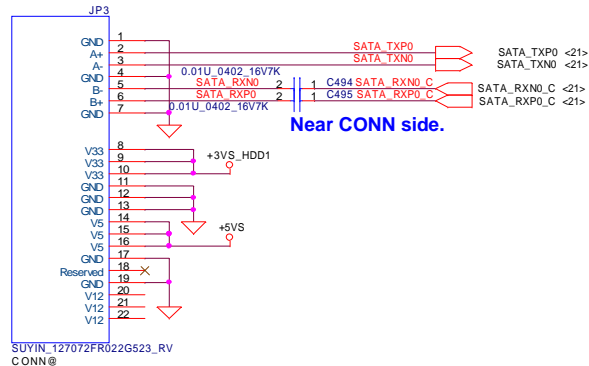 JP3
GND 1
A+ 2 SATA_TXP0 SATA_TXP0 <21>
A- 3 SATA_TXN0 SATA_TXN0 <21>
GND 4 0.01U_0402_16V7K
B- 5 SATA_RXN0 2 1 C494 SATA_RXN0_C SATA_RXN0_C <21>
B+ 6 SATA_RXP0 2 1 C495 SATA_RXP0_C SATA_RXP0_C <21>
GND 7 0.01U_0402_16V7K
Near CONN side.
V33 8
V33 9 +3VS_HDD1
V33 10
GND 11
GND 12
GND 13
V5 14
V5 15 +5VS
V5 16
GND 17
Reserved 18
GND 19
V12 20
V12 21
V12 22
SUYIN_127072FR022G523_RV
CONN@